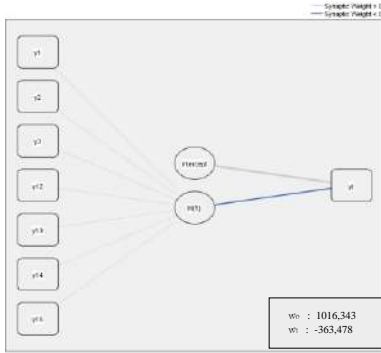 Synaptic Weight > 0
Synaptic Weight < 0
y1
y2
y3
y12
y13
y14
y15
Intercept
H(1)
yt
w₀ : 1016,343
w₁ : -363,478